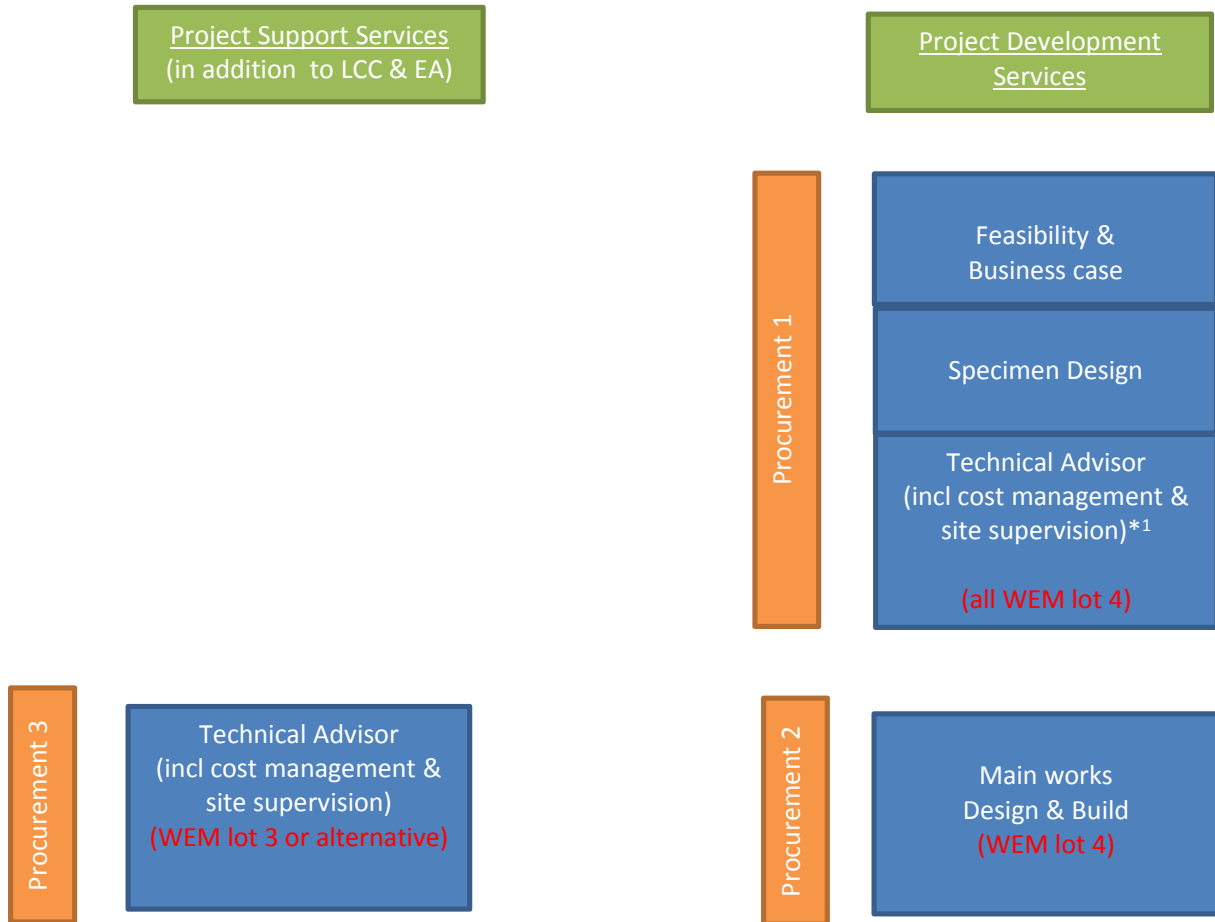 Project Support Services
(in addition  to LCC & EA)
Project Development
Services
Procurement 1
Feasibility &
Business case
Specimen Design
Technical Advisor
(incl cost management &
site supervision)*1
(all WEM lot 4)
Procurement 3
Technical Advisor
(incl cost management &
site supervision)
(WEM lot 3 or alternative)
Procurement 2
Main works
Design & Build
(WEM lot 4)